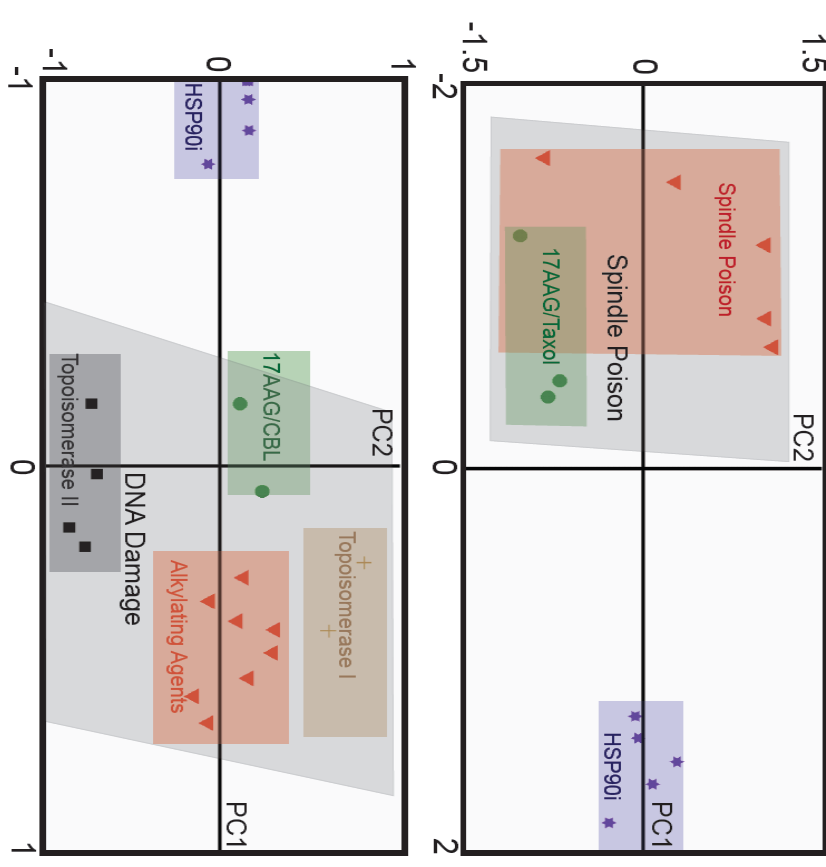 1.5
0
-1.5
-2
0
2
PC2
PC1
Spindle Poison
Spindle Poison
17AAG/Taxol
HSP90i
1
0
-1
-1
0
1
PC2
PC1
HSP90i
17AAG/CBL
Topoisomerase I
Alkylating Agents
DNA Damage
Topoisomerase II